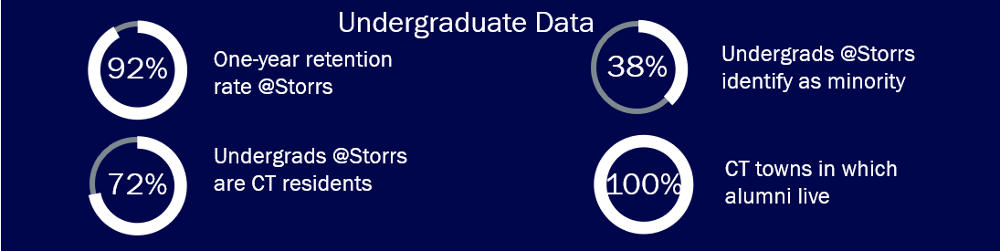 Undergraduate Data
92%
One-year retention
rate @Storrs
38%
Undergrads @Storrs
identify as minority
72%
Undergrads @Storrs
are CT residents
100%
CT towns in which
alumni live